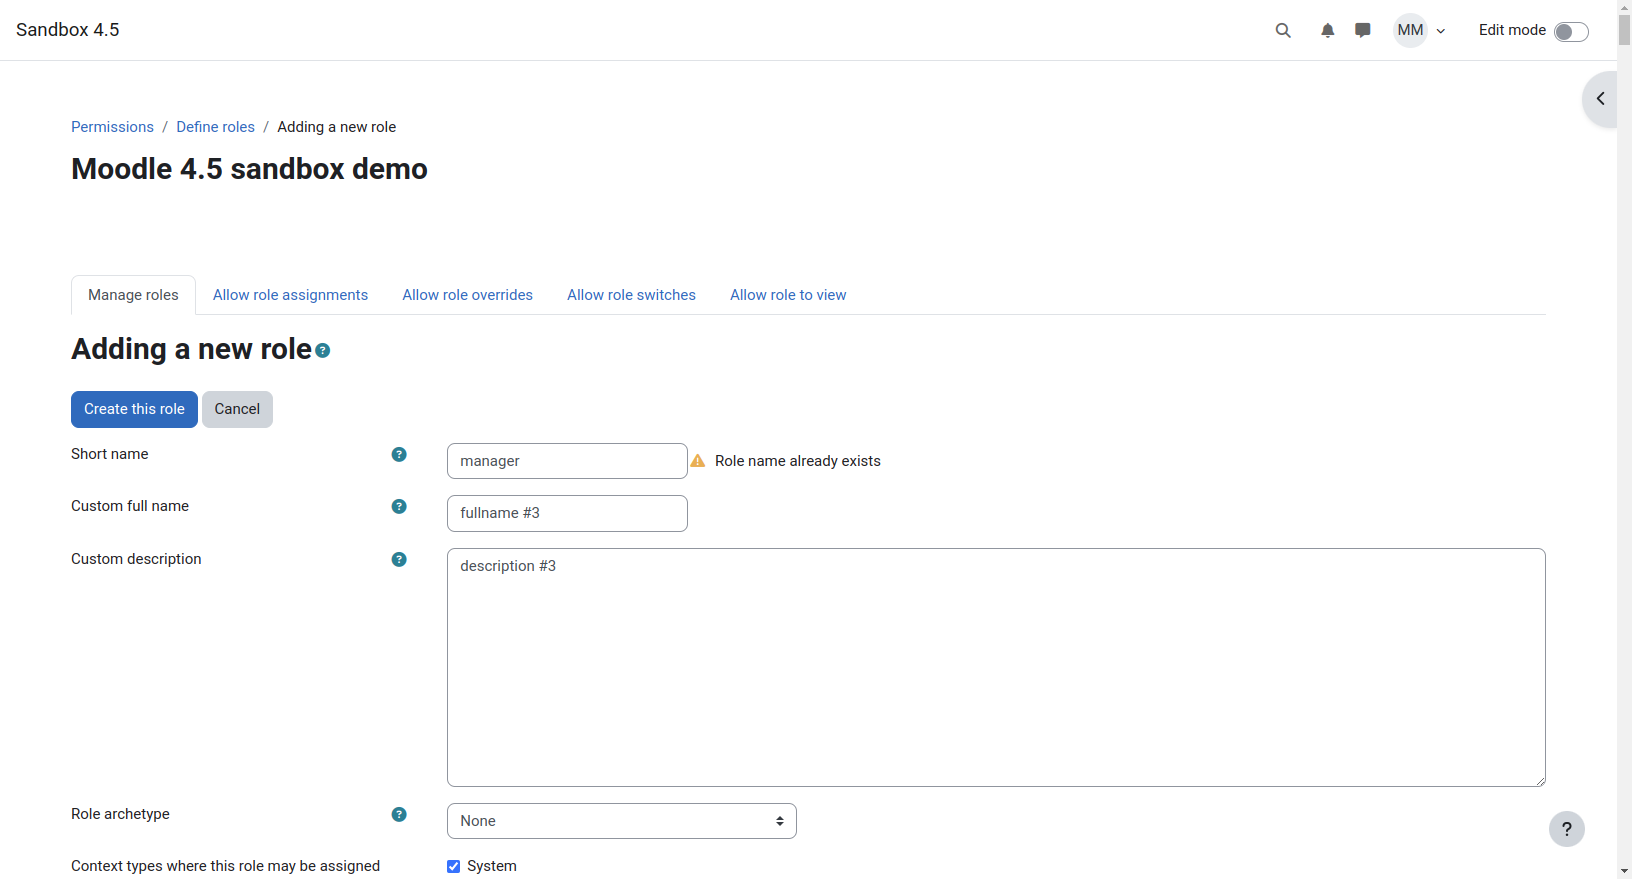 Sandbox 4.5
MM
Edit mode
Permissions / Define roles / Adding a new role
Moodle 4.5 sandbox demo
Manage roles
Allow role assignments
Allow role overrides
Allow role switches
Allow role to view
Adding a new role ?
Create this role
Cancel
Short name ?
manager
Role name already exists
Custom full name ?
fullname #3
Custom description ?
description #3
Role archetype ?
None
?
Context types where this role may be assigned
System